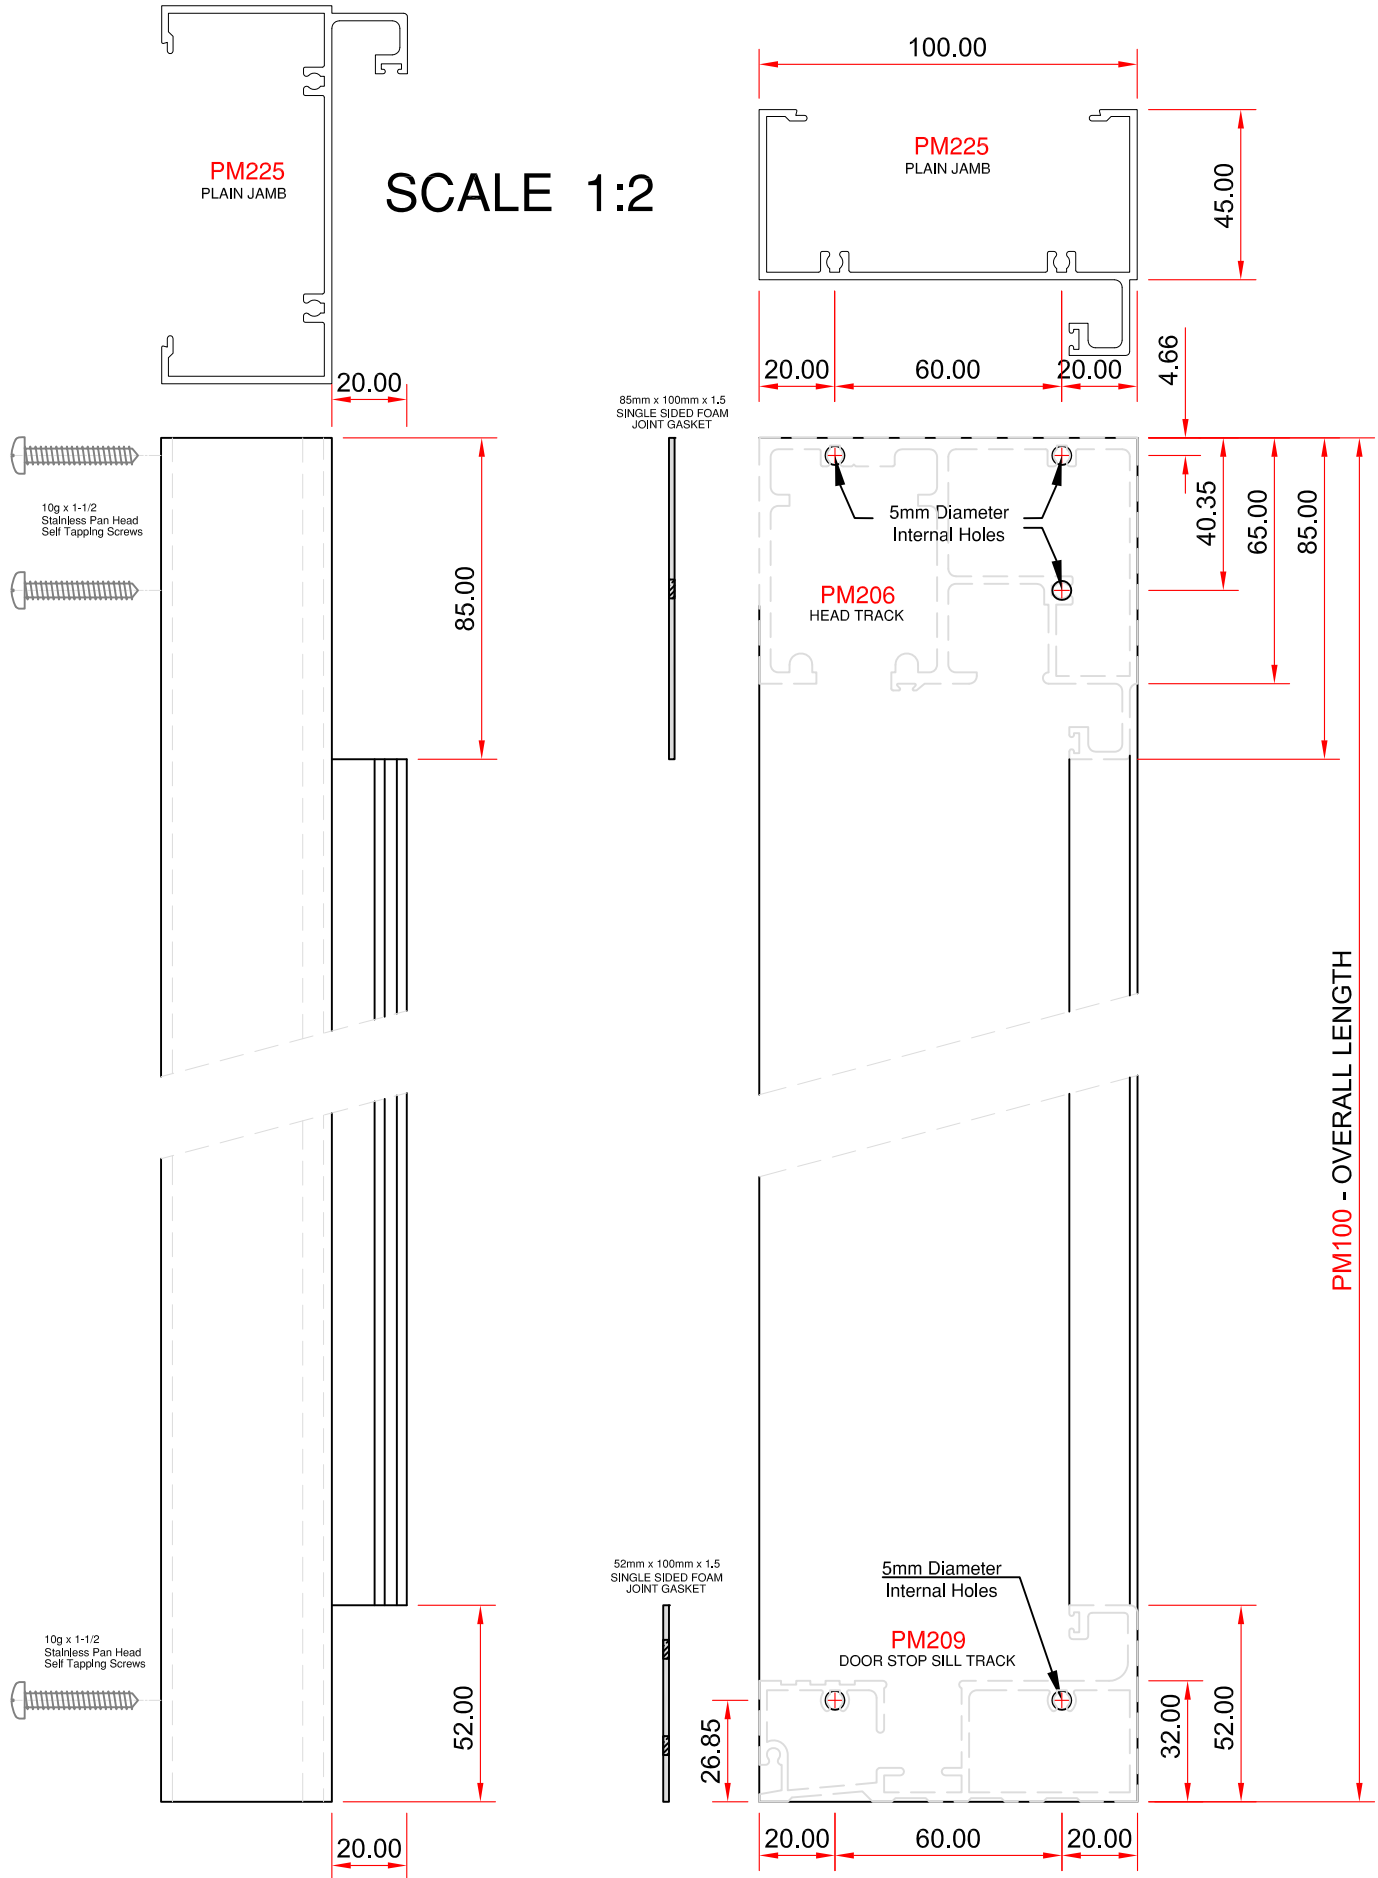 100.00
PM225
PLAIN JAMB
SCALE 1:2
PM225
PLAIN JAMB
45.00
20.00
20.00
60.00
20.00
4.66
85mm x 100mm x 1.5
SINGLE SIDED FOAM
JOINT GASKET
10g x 1-1/2
Stainless Pan Head
Self Tapping Screws
85.00
5mm Diameter
Internal Holes
PM206
HEAD TRACK
40.35
65.00
85.00
PM100 - OVERALL LENGTH
52mm x 100mm x 1.5
SINGLE SIDED FOAM
JOINT GASKET
5mm Diameter
Internal Holes
10g x 1-1/2
Stainless Pan Head
Self Tapping Screws
PM209
DOOR STOP SILL TRACK
52.00
26.85
32.00
52.00
20.00
20.00
60.00
20.00